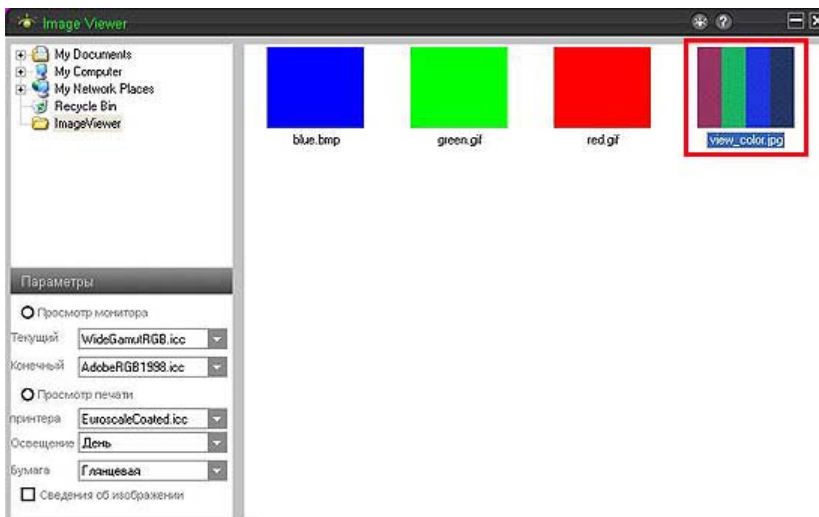 Image Viewer
My Documents
My Computer
My Network Places
Recycle Bin
ImageViewer
blue.bmp
green.gif
red.gif
view_color.jpg
Параметры
Просмотр монитора
Текущий WideGamutRGB.icc
Конечный AdobeRGB1998.icc
Просмотр печати
принтера EuroscaleCoated.icc
Освещение День
Бумага Глянцевая
Сведения об изображении